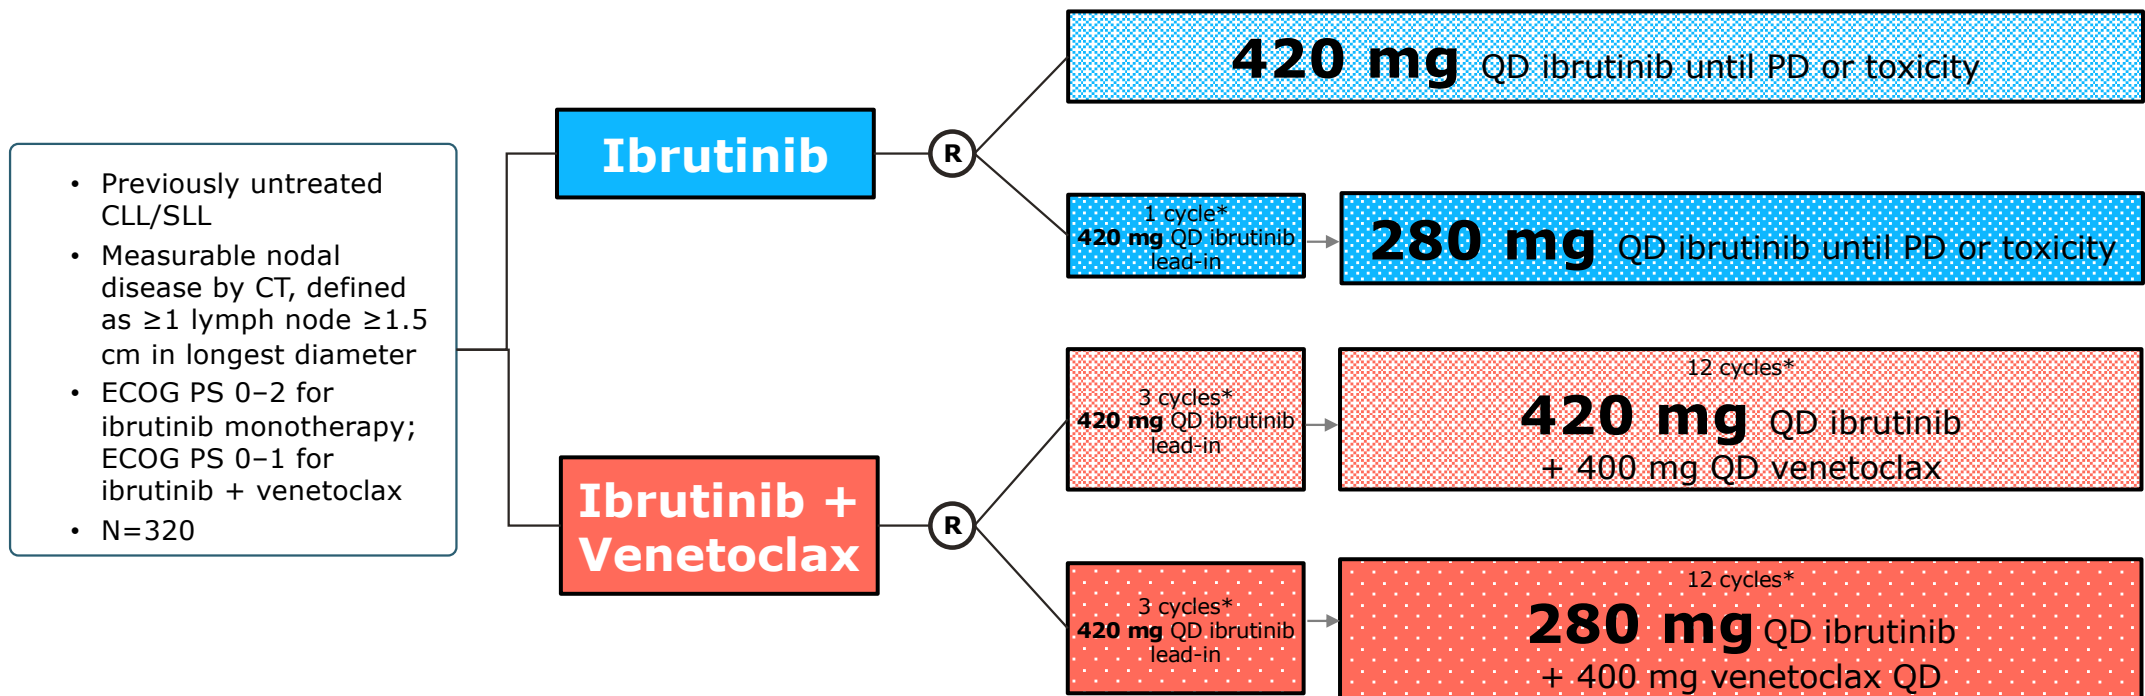 • Previously untreated
CLL/SLL
• Measurable nodal
disease by CT, defined
as ≥1 lymph node ≥1.5
cm in longest diameter
• ECOG PS 0–2 for
ibrutinib monotherapy;
ECOG PS 0–1 for
ibrutinib + venetoclax
• N=320
Ibrutinib
R
420 mg QD ibrutinib until PD or toxicity
1 cycle*
420 mg QD ibrutinib
lead-in
280 mg QD ibrutinib until PD or toxicity
Ibrutinib +
Venetoclax
R
3 cycles*
420 mg QD ibrutinib
lead-in
12 cycles*
420 mg QD ibrutinib
+ 400 mg QD venetoclax
3 cycles*
420 mg QD ibrutinib
lead-in
12 cycles*
280 mg QD ibrutinib
+ 400 mg venetoclax QD